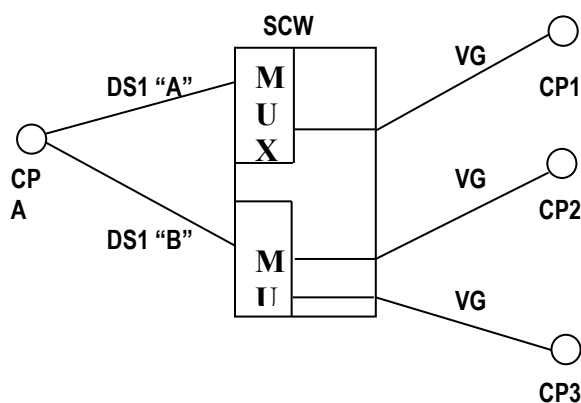 SCW
VG
DS1 “A”
M
U
X
CP1
CP
A
VG
CP2
DS1 “B”
M
U
VG
CP3